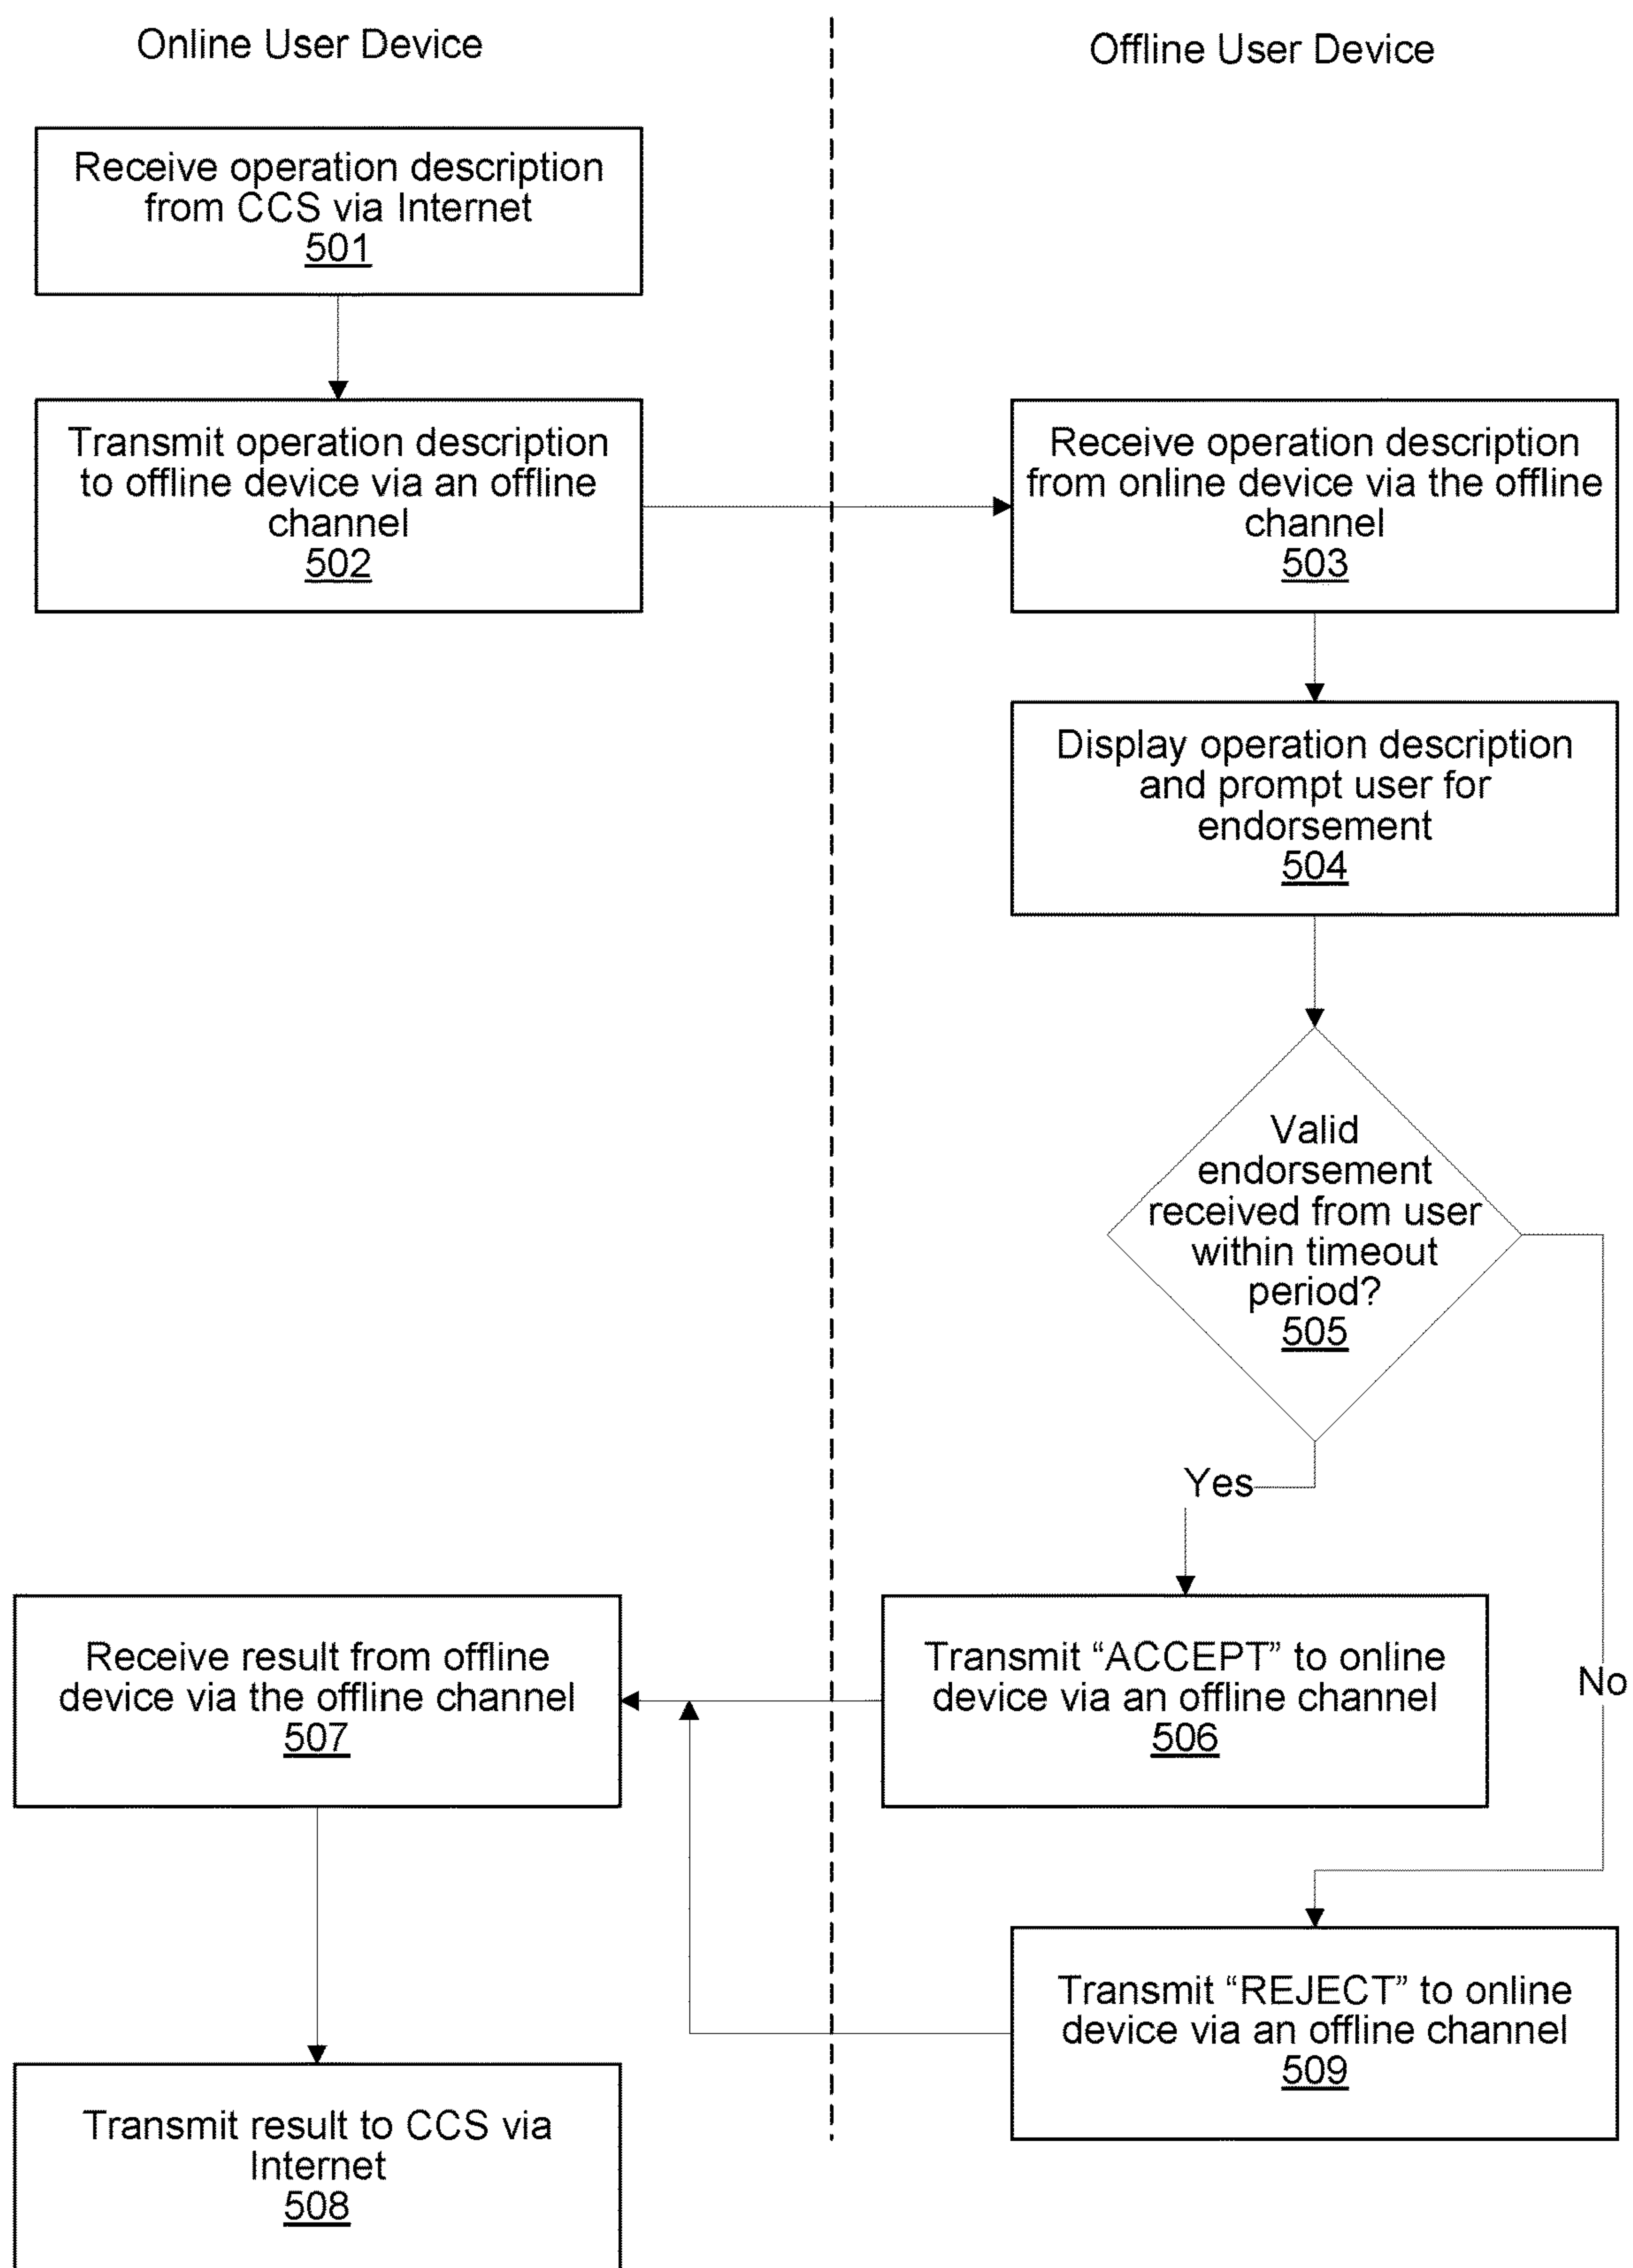 Online User Device
Offline User Device
Receive operation description
from CCS via Internet
501
Transmit operation description
to offline device via an offline
channel
502
Receive operation description
from online device via the offline
channel
503
Display operation description
and prompt user for
endorsement
504
Valid
endorsement
received from user
within timeout
period?
505
Yes
No
Transmit “ACCEPT” to online
device via an offline channel
506
Receive result from offline
device via the offline channel
507
Transmit “REJECT” to online
device via an offline channel
509
Transmit result to CCS via
Internet
508